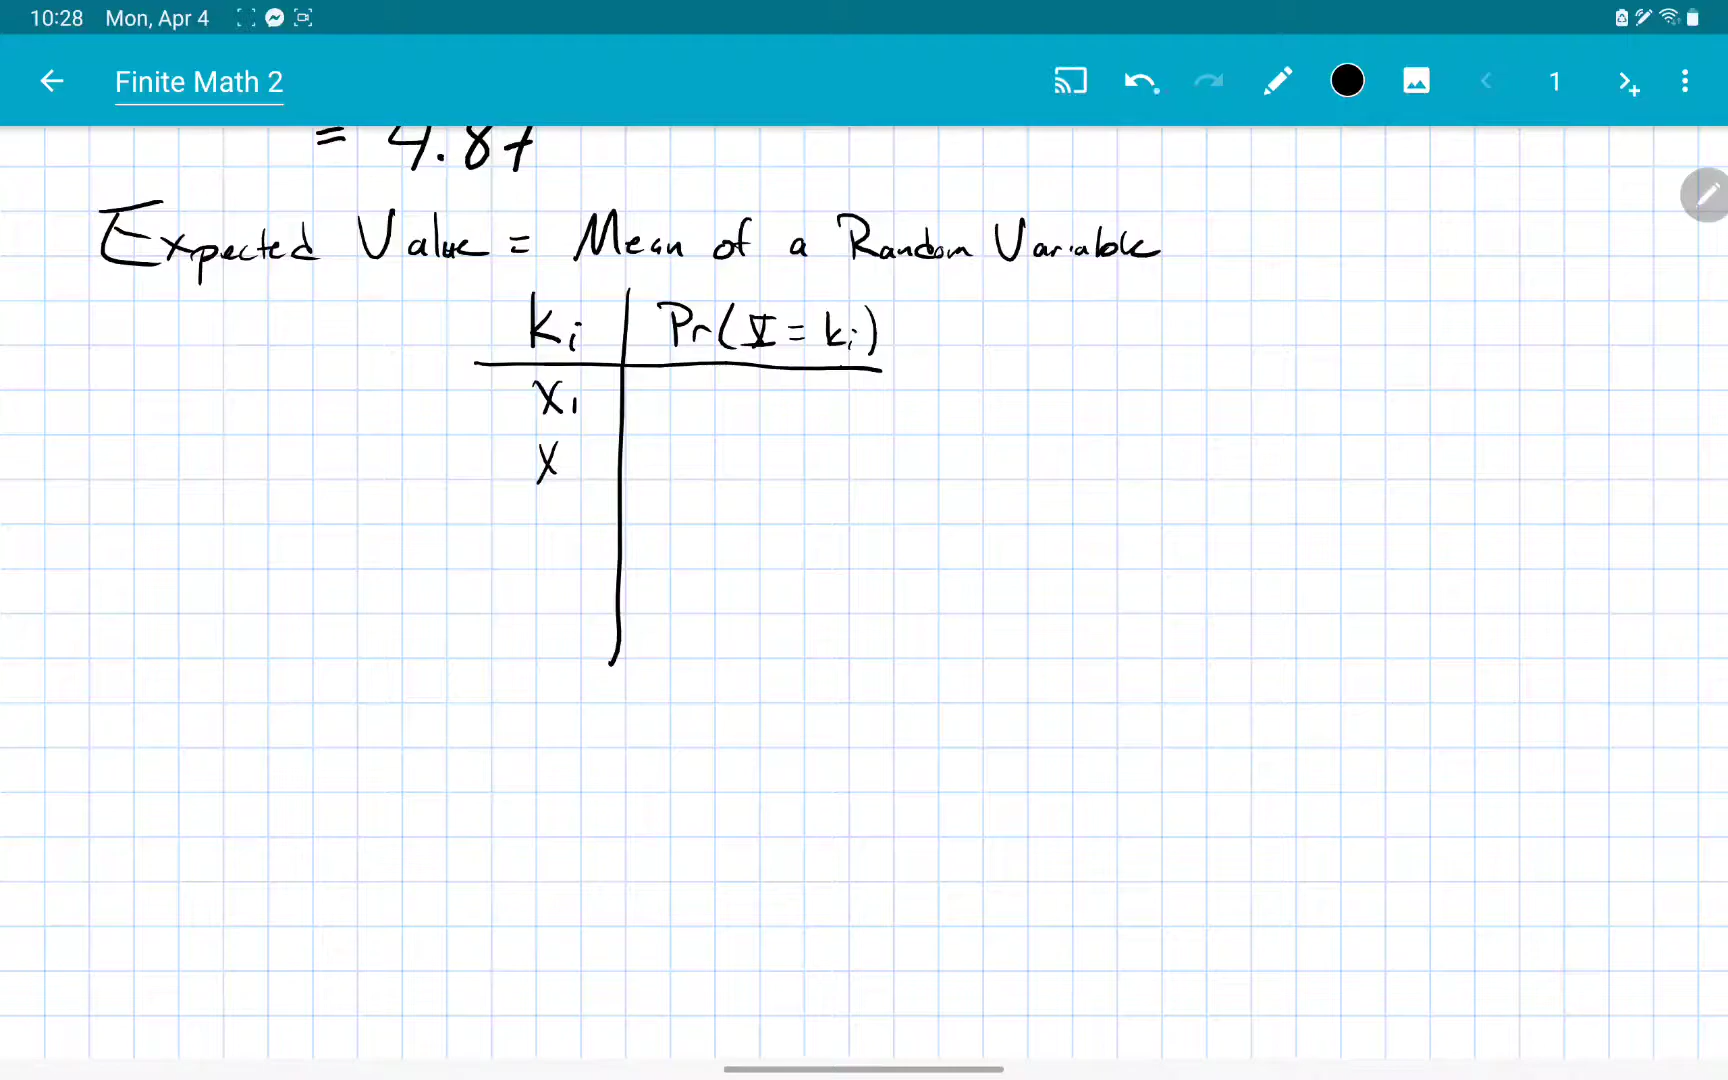 10:28 Mon, Apr 4
Finite Math 2
1
= 4.87
Expected Value = Mean of a Random Variable
ki Pr(X = ki)
x1
x